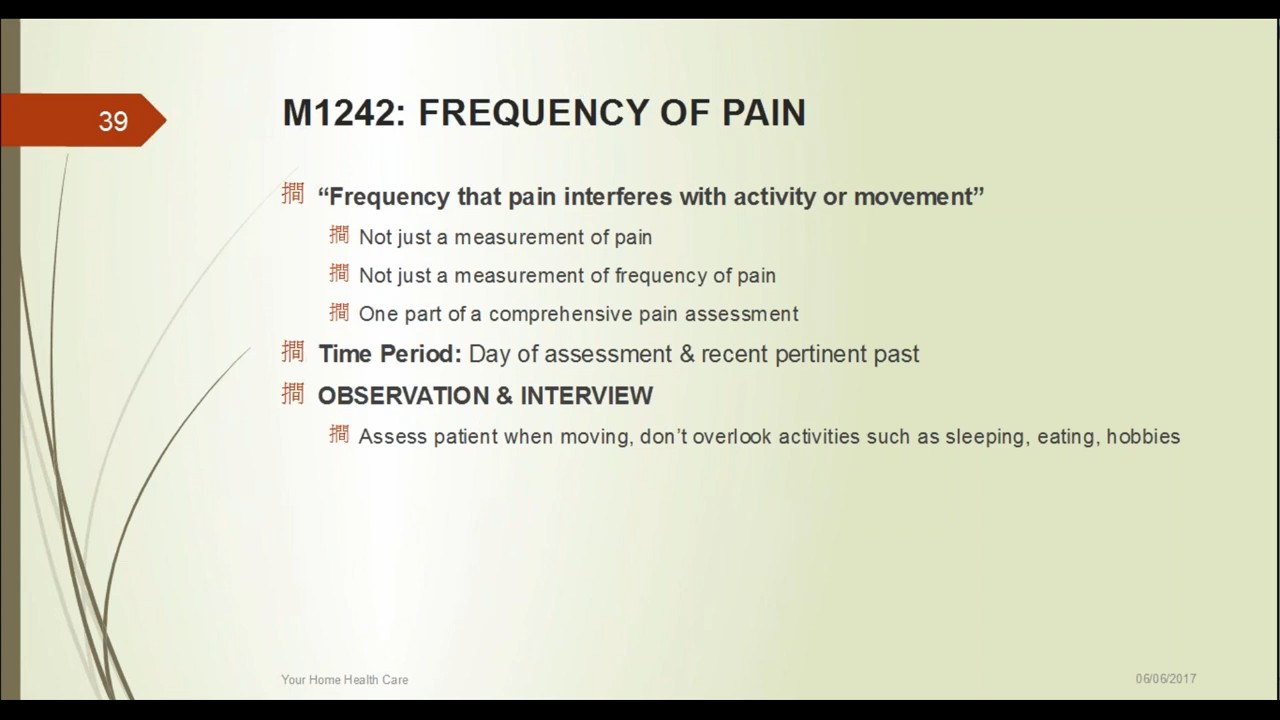 39
M1242: FREQUENCY OF PAIN
擱 “Frequency that pain interferes with activity or movement”
擱 Not just a measurement of pain
擱 Not just a measurement of frequency of pain
擱 One part of a comprehensive pain assessment
擱 Time Period: Day of assessment & recent pertinent past
擱 OBSERVATION & INTERVIEW
擱 Assess patient when moving, don’t overlook activities such as sleeping, eating, hobbies
Your Home Health Care
06/06/2017